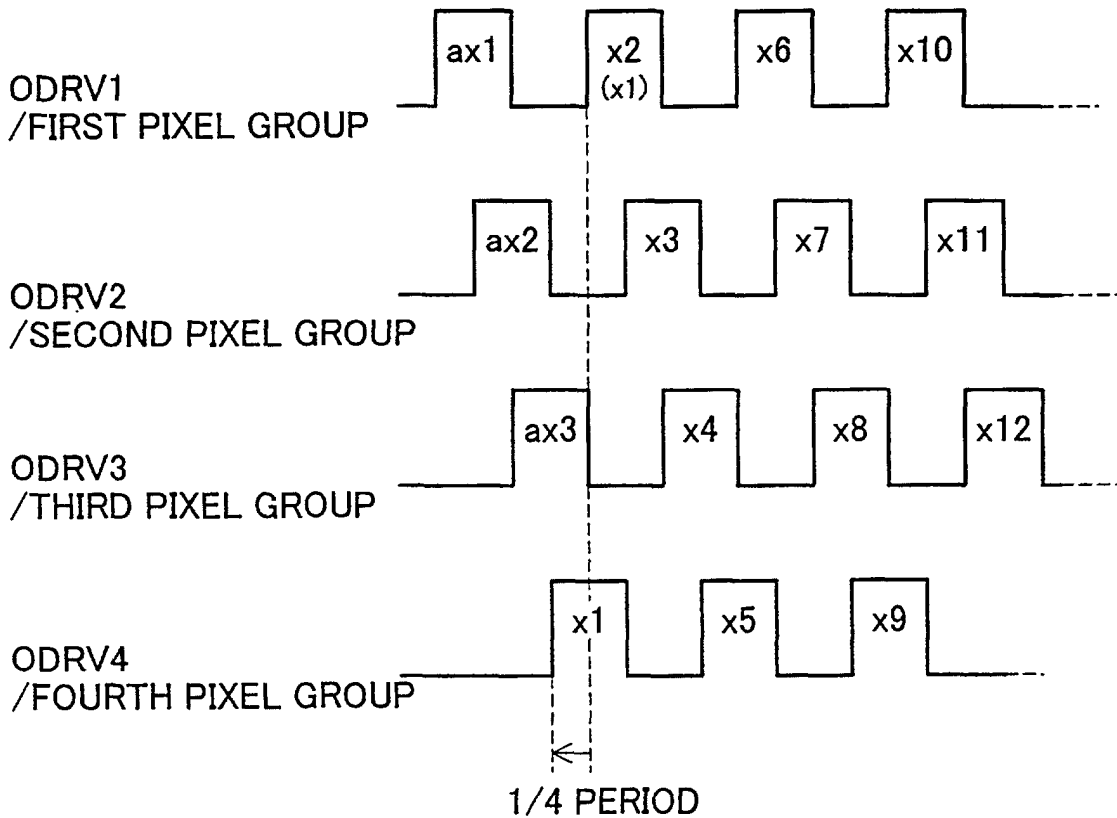 ax1 x2 x6 x10
(x1)
ODRV1
/FIRST PIXEL GROUP
ax2 x3 x7 x11
ODRV2
/SECOND PIXEL GROUP
ax3 x4 x8 x12
ODRV3
/THIRD PIXEL GROUP
x1 x5 x9
ODRV4
/FOURTH PIXEL GROUP
1/4 PERIOD